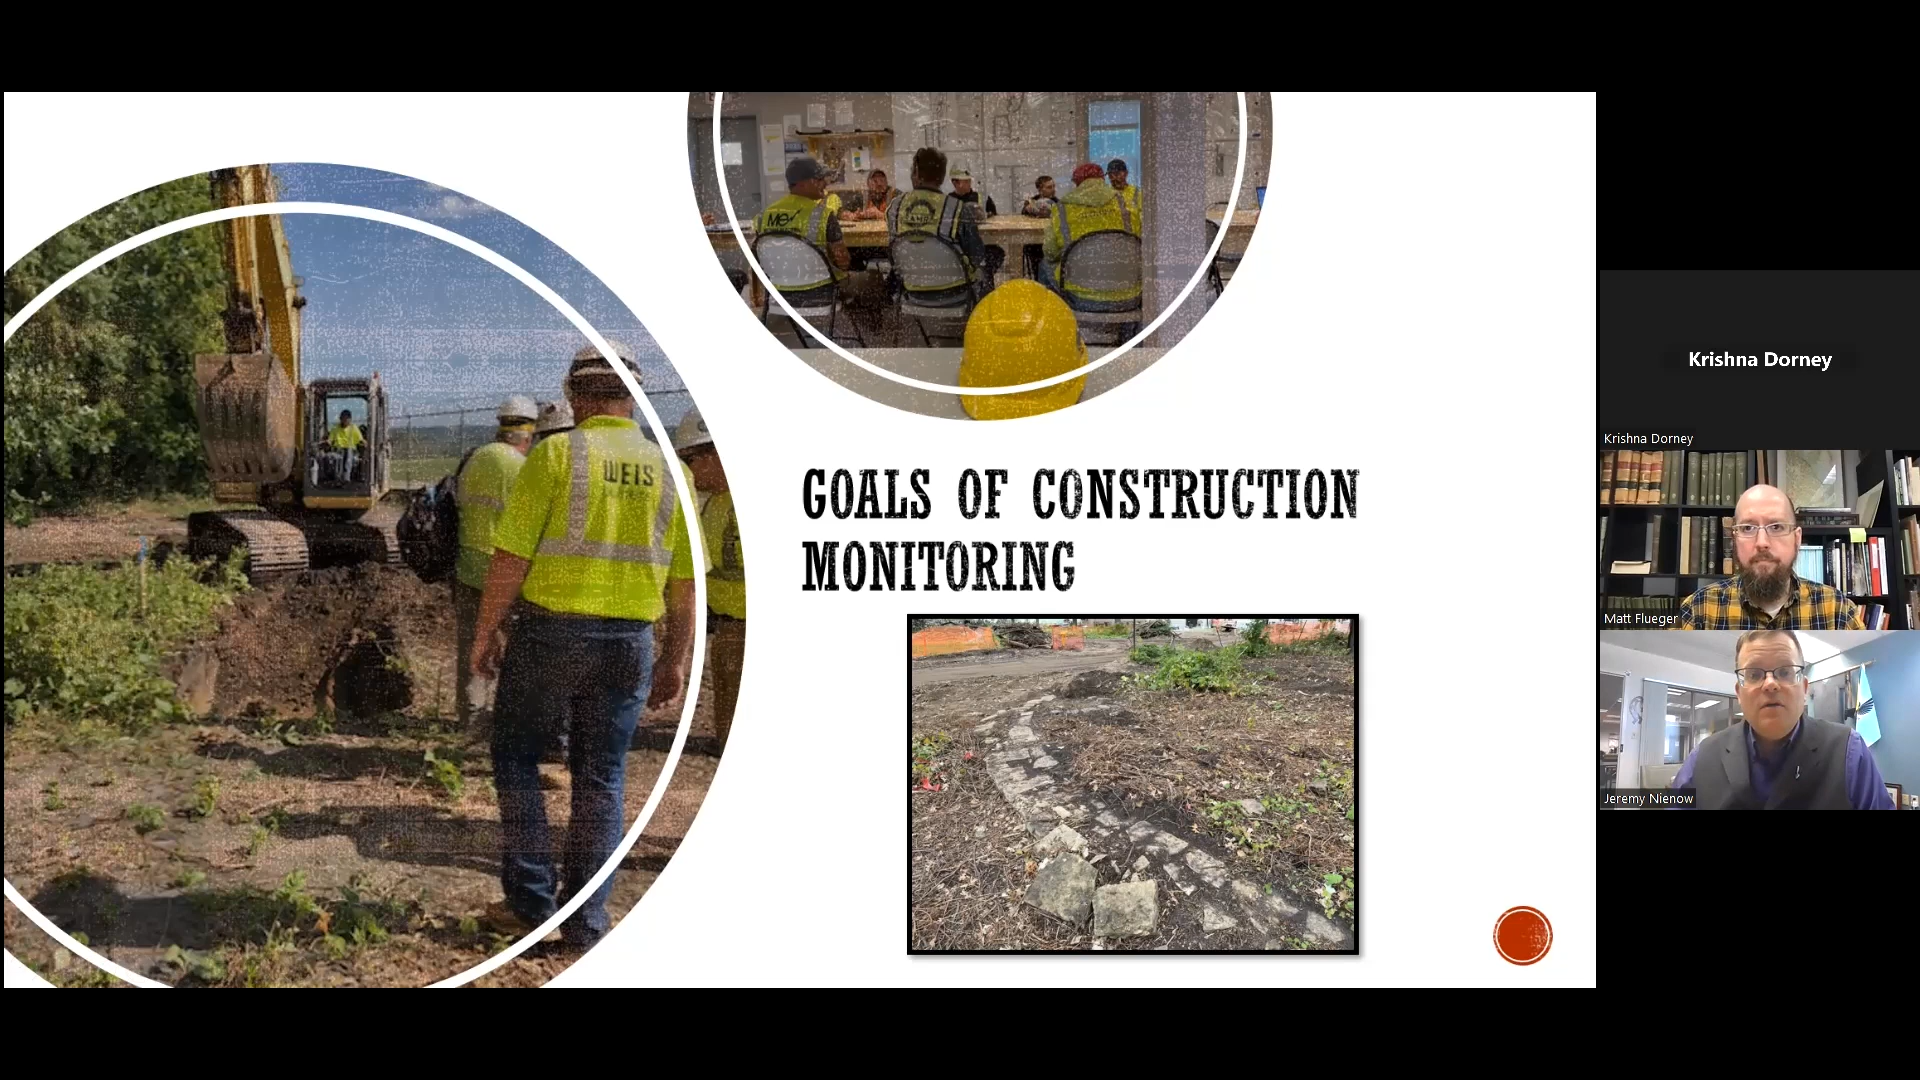 WEIS
GOALS OF CONSTRUCTION
MONITORING
Krishna Dorney
Krishna Dorney
Matt Flueger
Jeremy Nienow